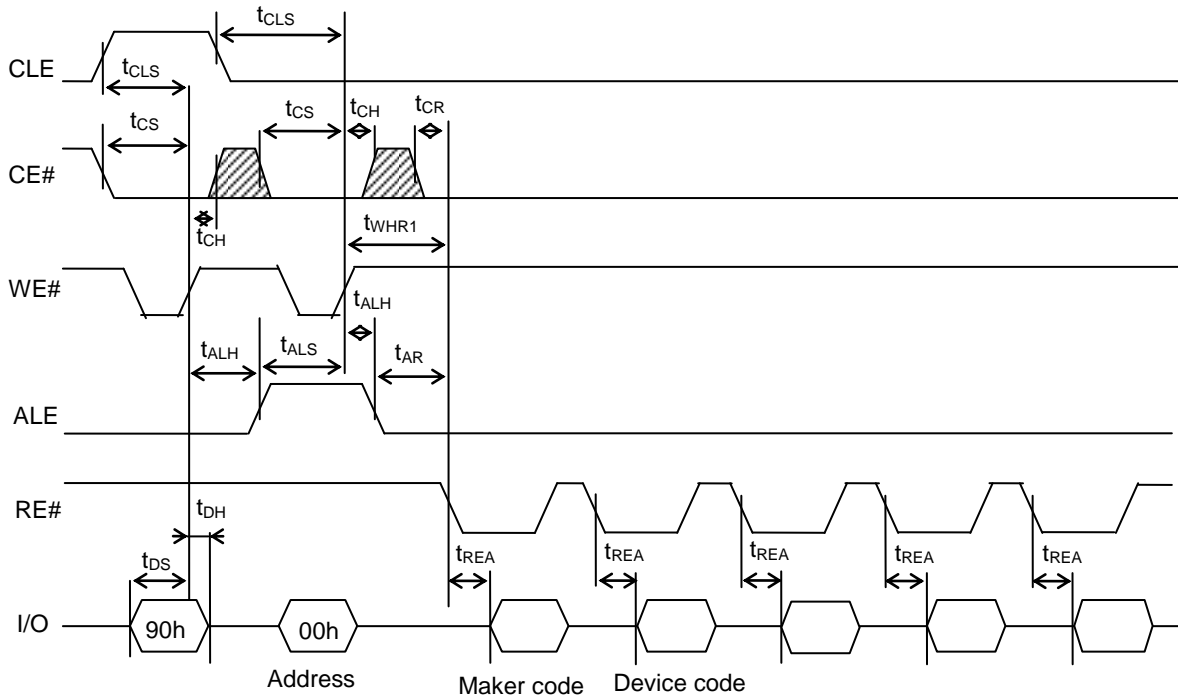 tCLS
CLE
tCLS
tCS
tCH
tCR
tCS
CE#
tCH
tWHR1
WE#
tALH
tALH
tALS
tAR
ALE
RE#
tDH
tDS
tREA
tREA
tREA
tREA
tREA
I/O
90h
00h
Address
Maker code
Device code